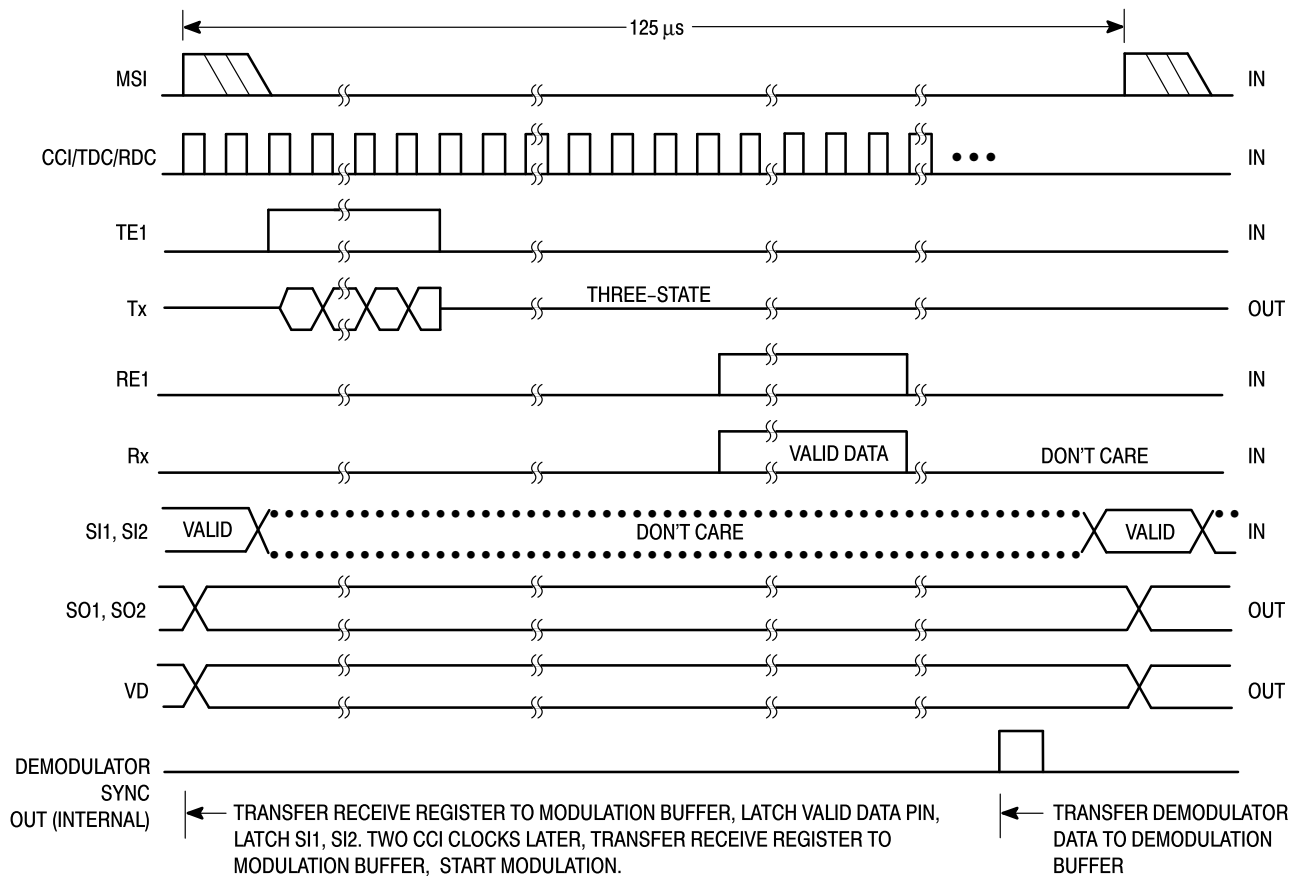 125 μs
MSI IN
CCI/TDC/RDC IN
TE1 IN
Tx THREE–STATE OUT
RE1 IN
Rx VALID DATA DON'T CARE IN
SI1, SI2 VALID DON'T CARE VALID IN
SO1, SO2 OUT
VD OUT
DEMODULATOR
SYNC
OUT (INTERNAL)
TRANSFER RECEIVE REGISTER TO MODULATION BUFFER, LATCH VALID DATA PIN,
LATCH SI1, SI2. TWO CCI CLOCKS LATER, TRANSFER RECEIVE REGISTER TO
MODULATION BUFFER, START MODULATION.
TRANSFER DEMODULATOR
DATA TO DEMODULATION
BUFFER